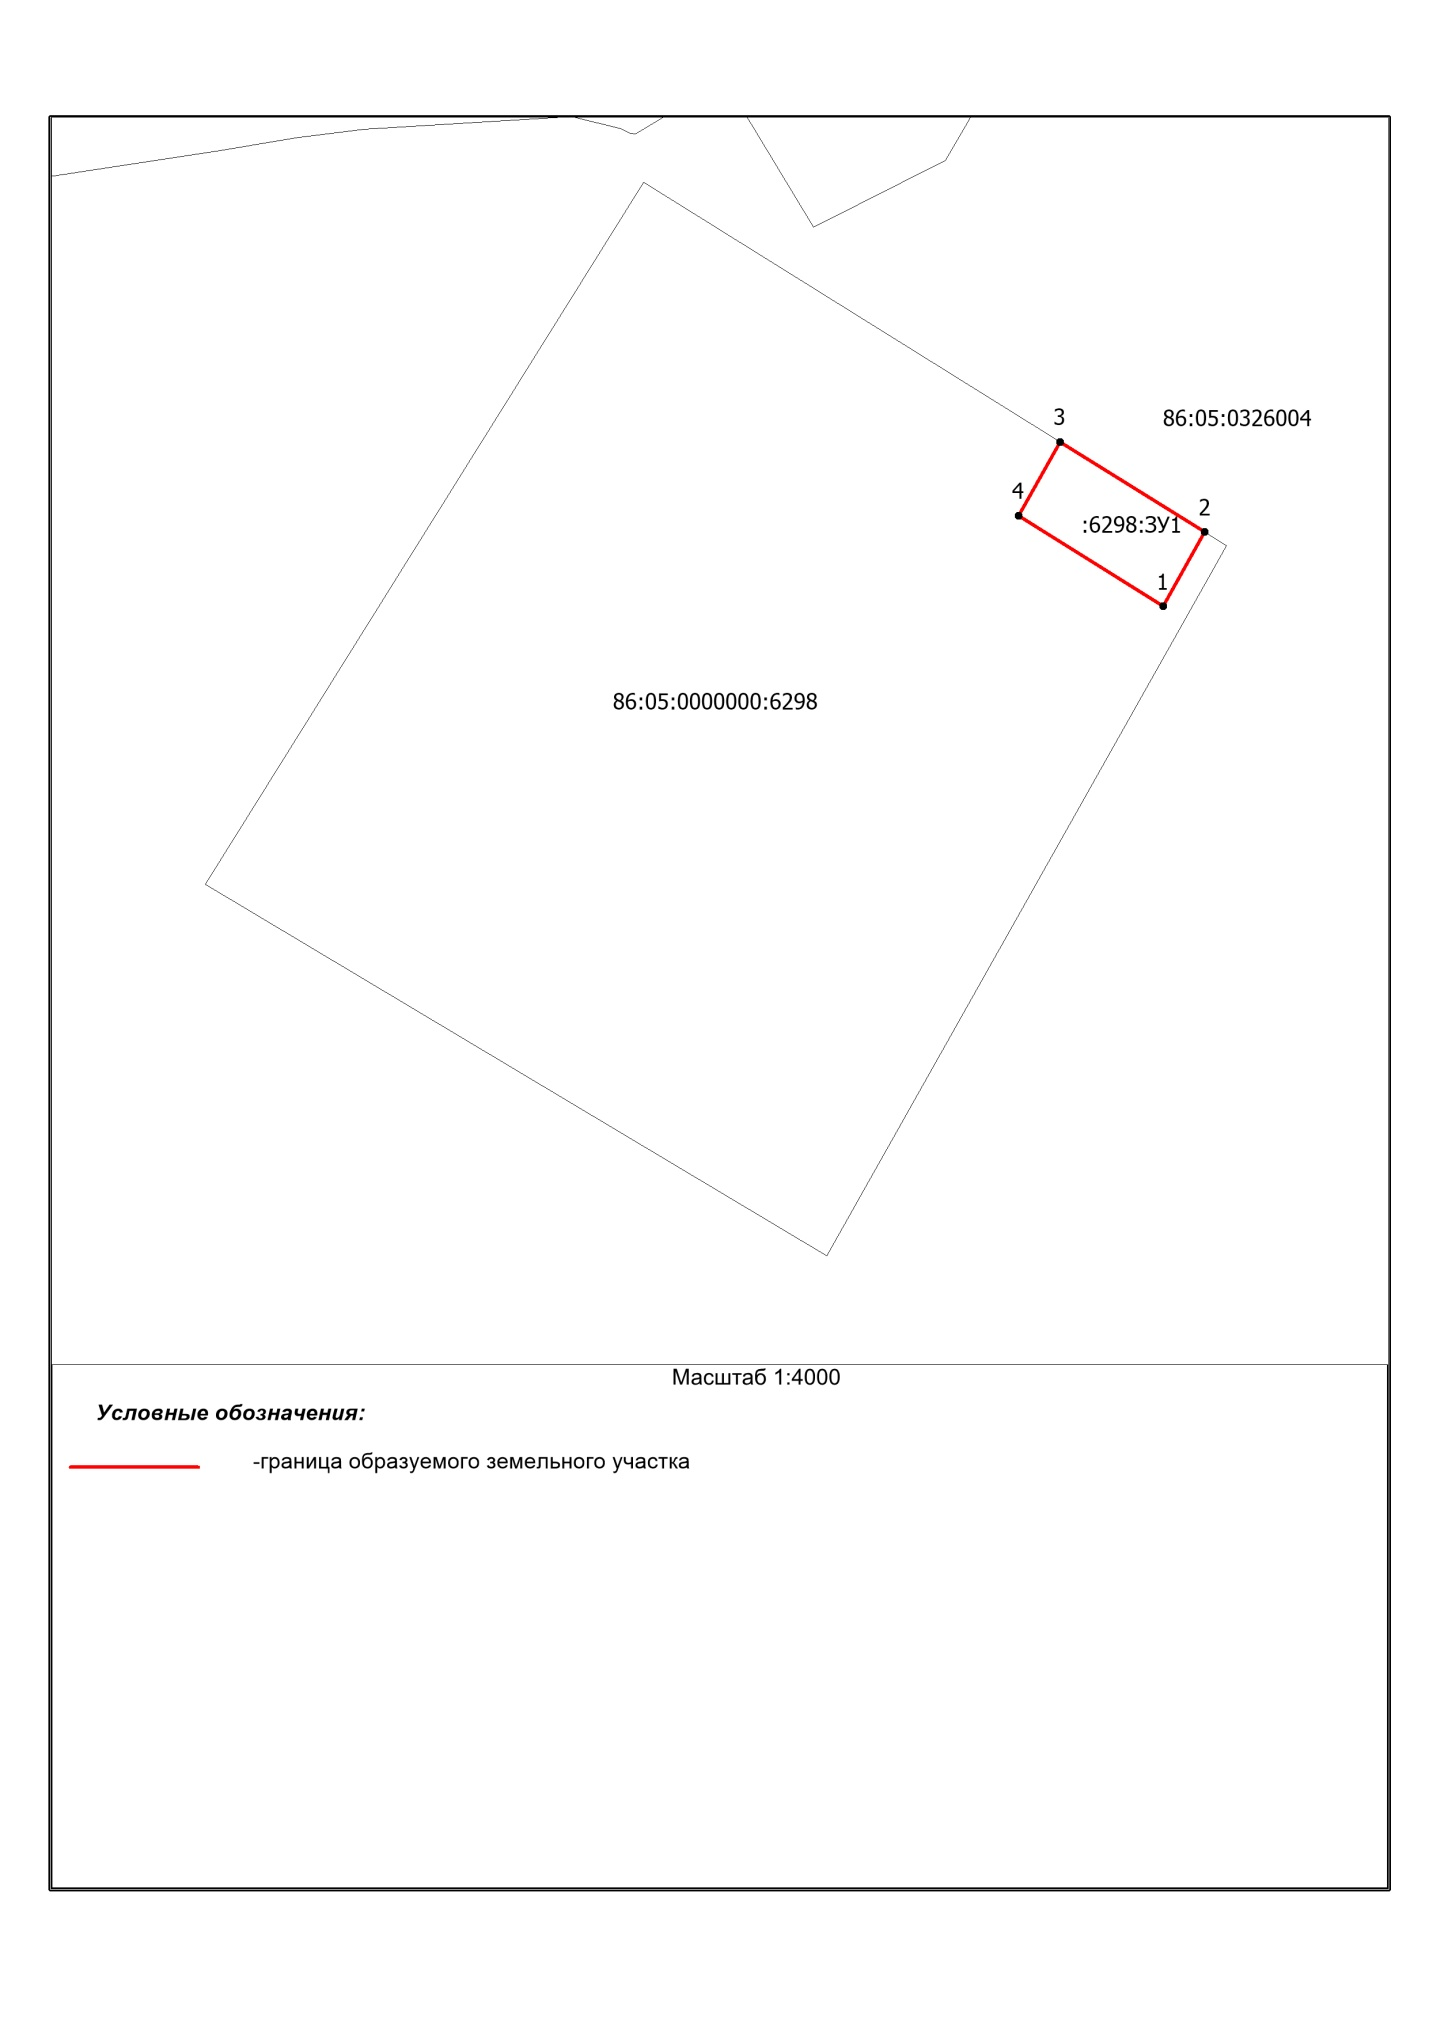 3
86:05:0326004
4
2
:6298:ЗУ1
1
86:05:0000000:6298
Масштаб 1:4000
Условные обозначения:
-граница образуемого земельного участка